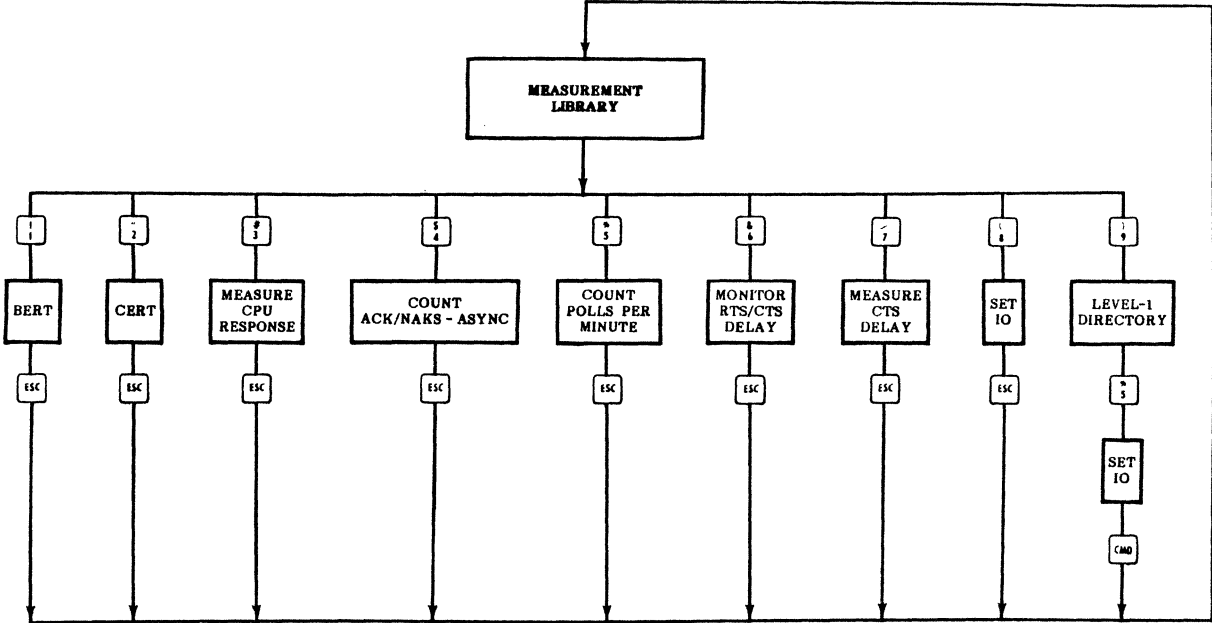 MEASUREMENT
LIBRARY
!
1
"
2
#
3
$
4
%
5
&
6
'
7
(
8
)
9
BERT
CERT
MEASURE
CPU
RESPONSE
COUNT
ACK/NAKS - ASYNC
COUNT
POLLS PER
MINUTE
MONITOR
RTS/CTS
DELAY
MEASURE
CTS
DELAY
SET
IO
LEVEL-1
DIRECTORY
ESC
ESC
ESC
ESC
ESC
ESC
ESC
ESC
%
5
SET
IO
CMD